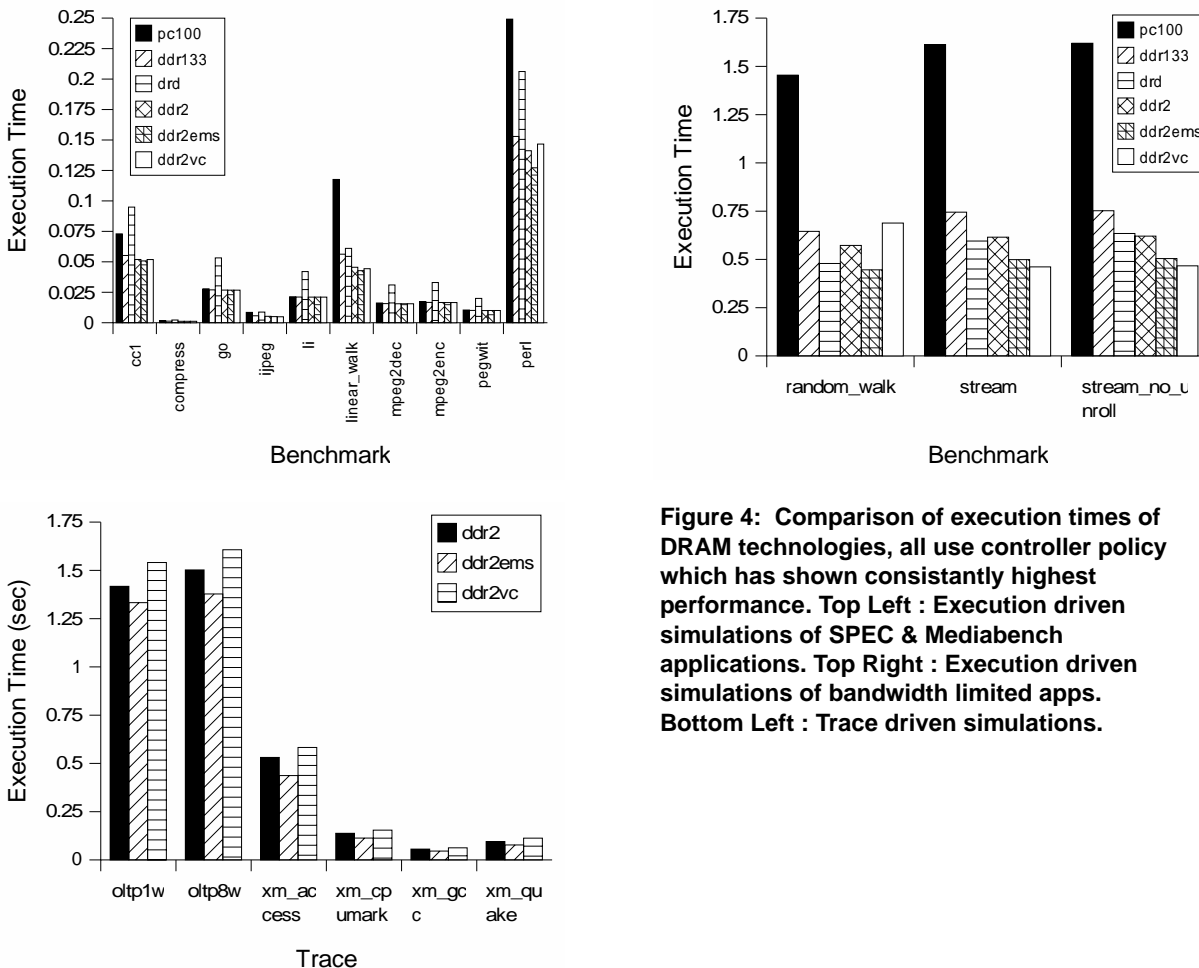 0.25
0.225
0.2
0.175
0.15
0.125
0.1
0.075
0.05
0.025
0
Execution Time
pc100
ddr133
drd
ddr2
ddr2ems
ddr2vc
cc1
compress
go
ijpeg
li
linear_walk
mpeg2dec
mpeg2enc
pegwit
perl
Benchmark
1.75
1.5
1.25
1
0.75
0.5
0.25
0
Execution Time
pc100
ddr133
drd
ddr2
ddr2ems
ddr2vc
random_walk
stream
stream_no_u
nroll
Benchmark
1.75
1.5
1.25
1
0.75
0.5
0.25
0
Execution Time (sec)
ddr2
ddr2ems
ddr2vc
oltp1w
oltp8w
xm_ac
cess
xm_cp
umark
xm_gc
c
xm_qu
ake
Trace
Figure 4: Comparison of execution times of
DRAM technologies, all use controller policy
which has shown consistantly highest
performance. Top Left : Execution driven
simulations of SPEC & Mediabench
applications. Top Right : Execution driven
simulations of bandwidth limited apps.
Bottom Left : Trace driven simulations.